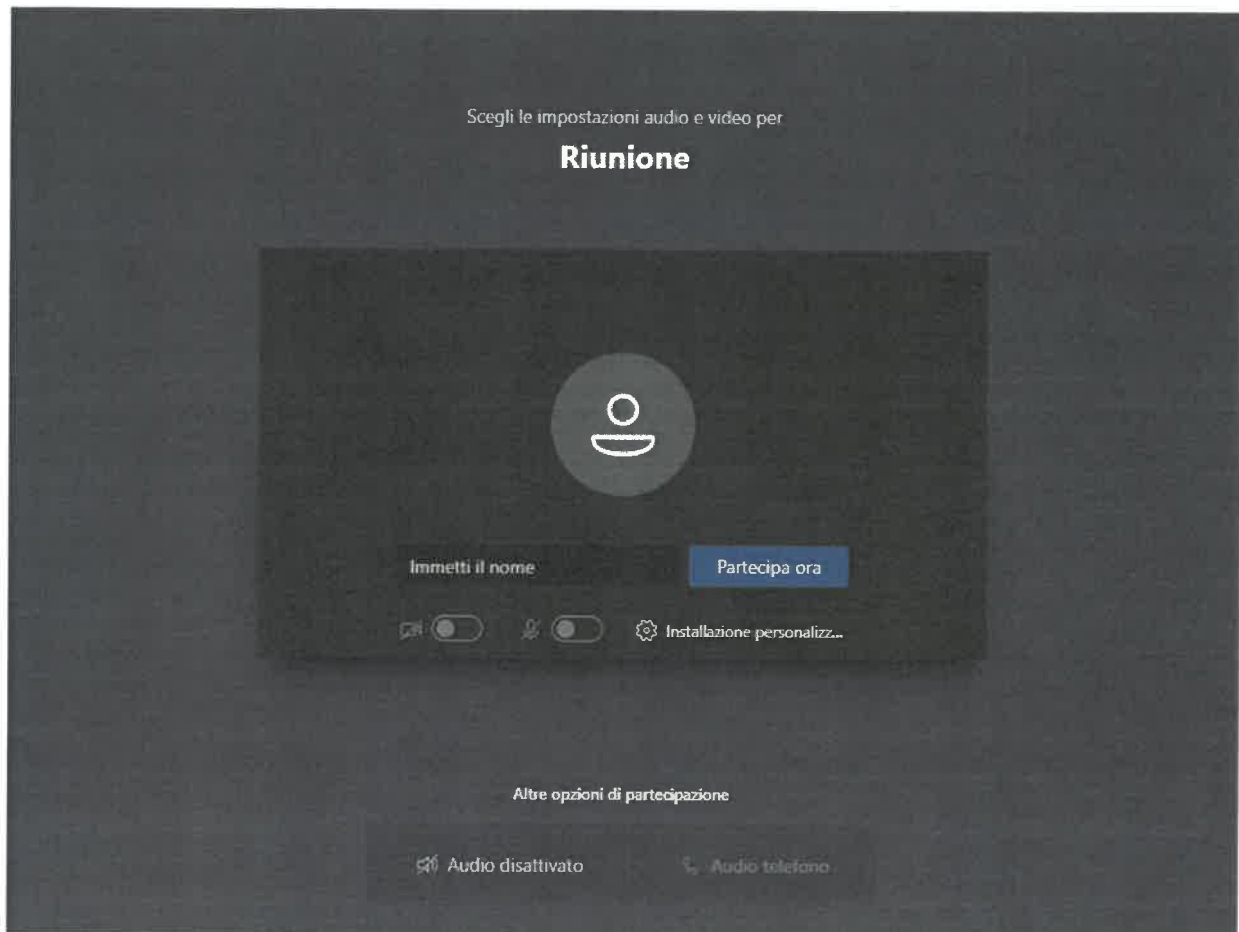 Scegli le impostazioni audio e video per
Riunione
Immetti il nome
Partecipa ora
Installazione personalizz...
Altre opzioni di partecipazione
Audio disattivato
Audio telefono